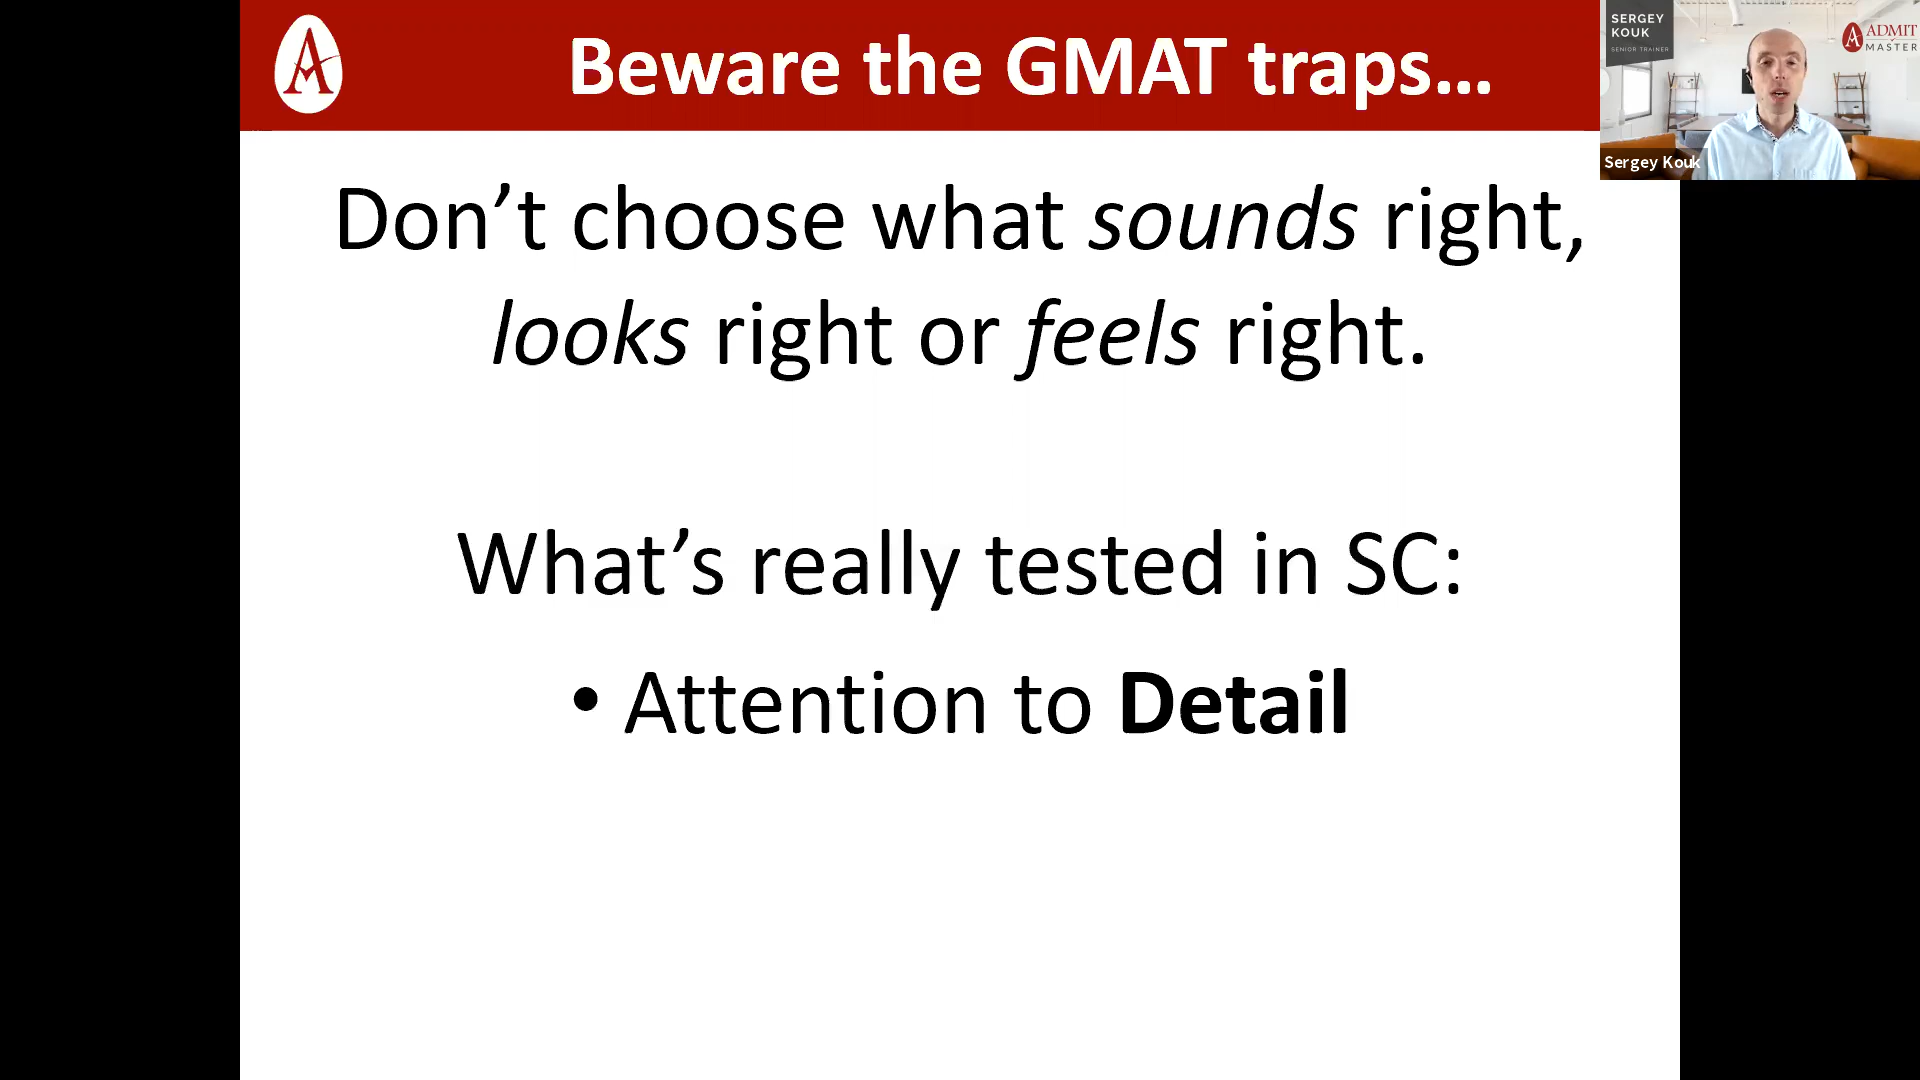 Beware the GMAT traps...
Don’t choose what sounds right,
looks right or feels right.
What’s really tested in SC:
• Attention to Detail
SERGEY
KOUK
SENIOR TRAINER
ADMIT
MASTER
Sergey Kouk